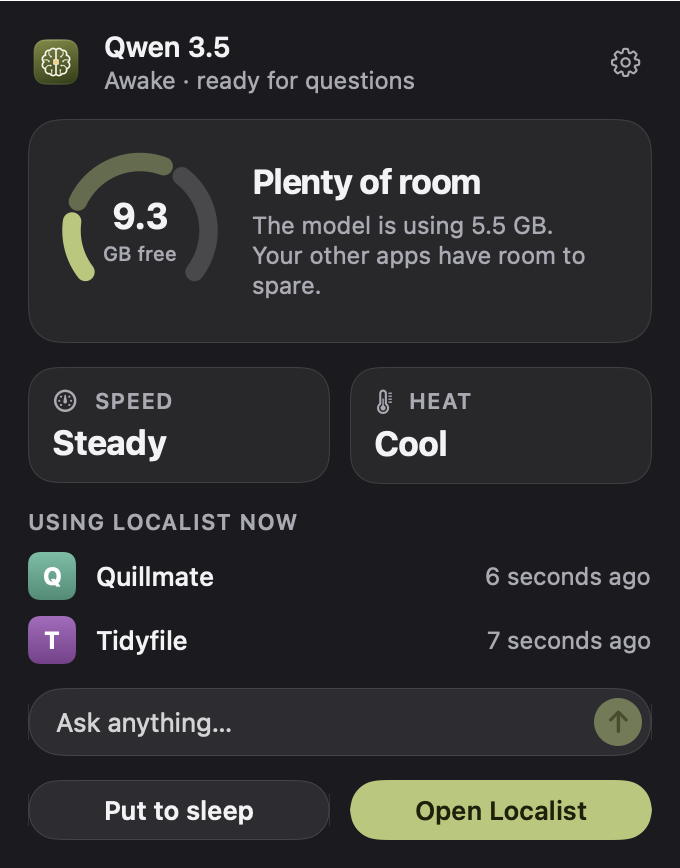 Qwen 3.5
Awake · ready for questions
9.3
GB free
Plenty of room
The model is using 5.5 GB.
Your other apps have room to
spare.
SPEED
Steady
HEAT
Cool
USING LOCALIST NOW
Q Quillmate 6 seconds ago
T Tidyfile 7 seconds ago
Ask anything...
Put to sleep
Open Localist